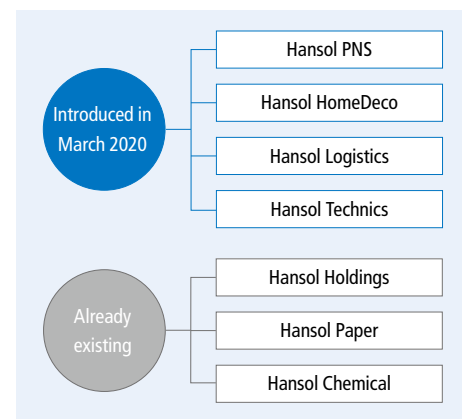 Introduced in
March 2020
Hansol PNS
Hansol HomeDeco
Hansol Logistics
Hansol Technics
Already
existing
Hansol Holdings
Hansol Paper
Hansol Chemical